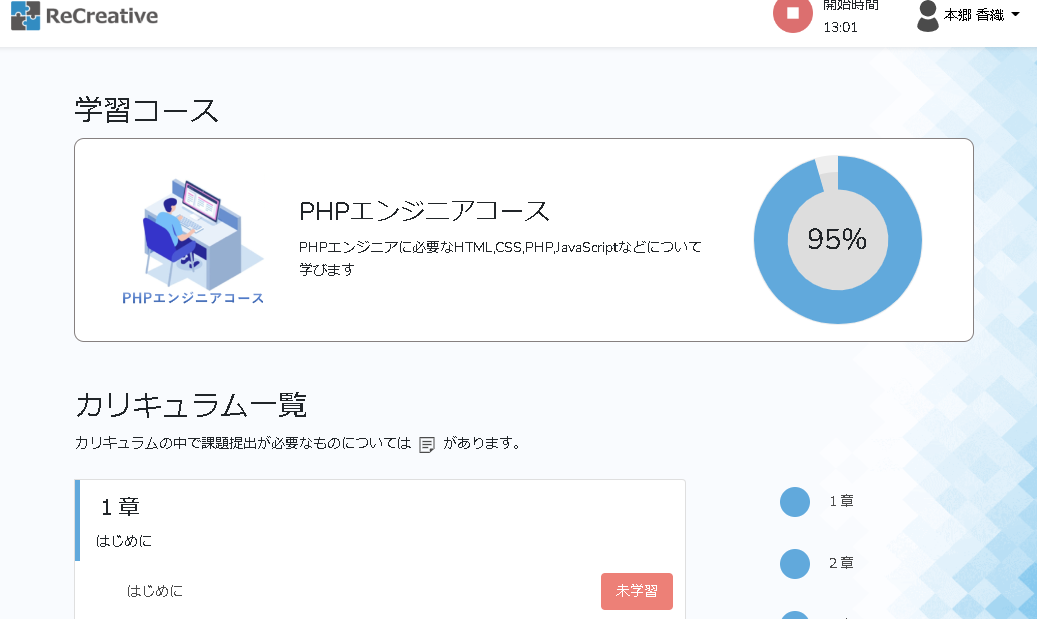 ReCreative
開始時間
13:01
本郷 香織
学習コース
PHPエンジニアコース
PHPエンジニアに必要なHTML,CSS,PHP,JavaScriptなどについて
学びます
PHPエンジニアコース
95%
カリキュラム一覧
カリキュラムの中で課題提出が必要なものについては があります。
1 章
はじめに
はじめに
未学習
1 章
2 章